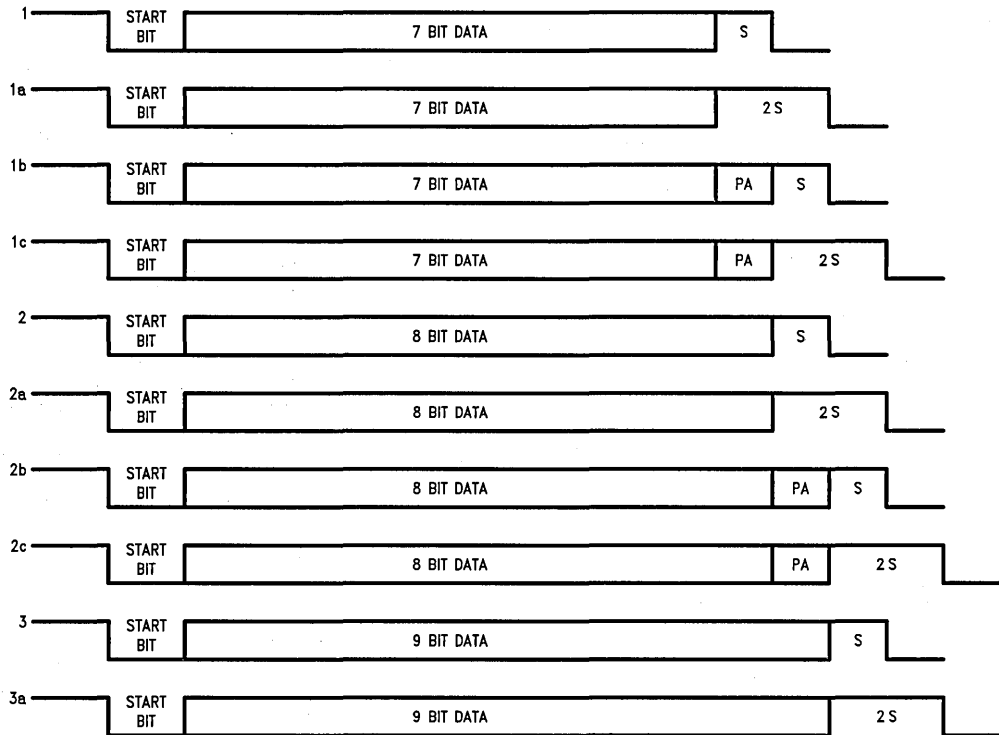 1 START BIT 7 BIT DATA S
1a START BIT 7 BIT DATA 2 S
1b START BIT 7 BIT DATA PA S
1c START BIT 7 BIT DATA PA 2 S
2 START BIT 8 BIT DATA S
2a START BIT 8 BIT DATA 2 S
2b START BIT 8 BIT DATA PA S
2c START BIT 8 BIT DATA PA 2 S
3 START BIT 9 BIT DATA S
3a START BIT 9 BIT DATA 2 S